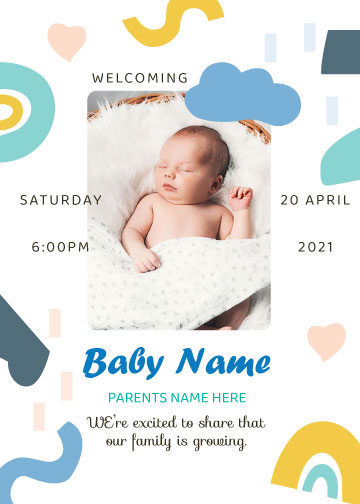 WELCOMING
SATURDAY
20 APRIL
6:00PM
2021
Baby Name
PARENTS NAME HERE
WE're excited to share that
our family is growing.